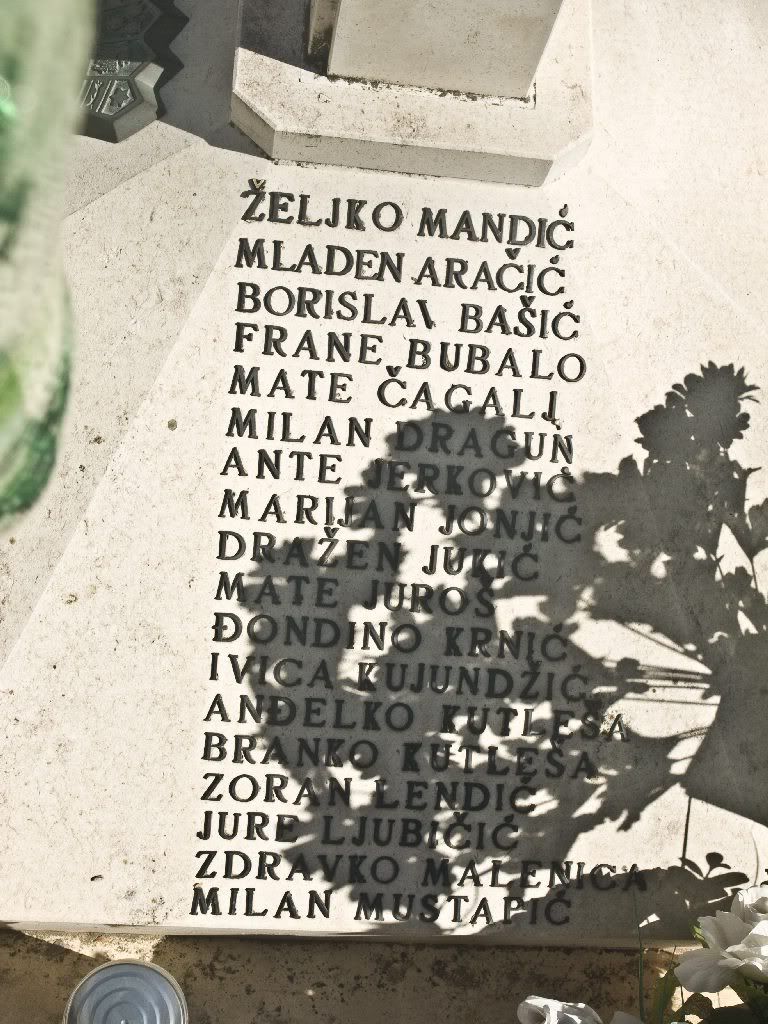 ŽELJKO MANDIĆ
MLADEN ARAČIĆ
BORISLAV BAŠIĆ
FRANE BUBALO
MATE ČAGALJ
MILAN DRAGUN
ANTE JERKOVIĆ
MARIJAN JONJIĆ
DRAŽEN JUKIĆ
MATE JUROŠ
ĐONDINO KRNIĆ
IVICA KUJUNDŽIĆ
ANĐELKO KUTLEŠA
BRANKO KUTLEŠA
ZORAN LENDIĆ
JURE LJUBIČIĆ
ZDRAVKO MALENICA
MILAN MUSTAPIĆ